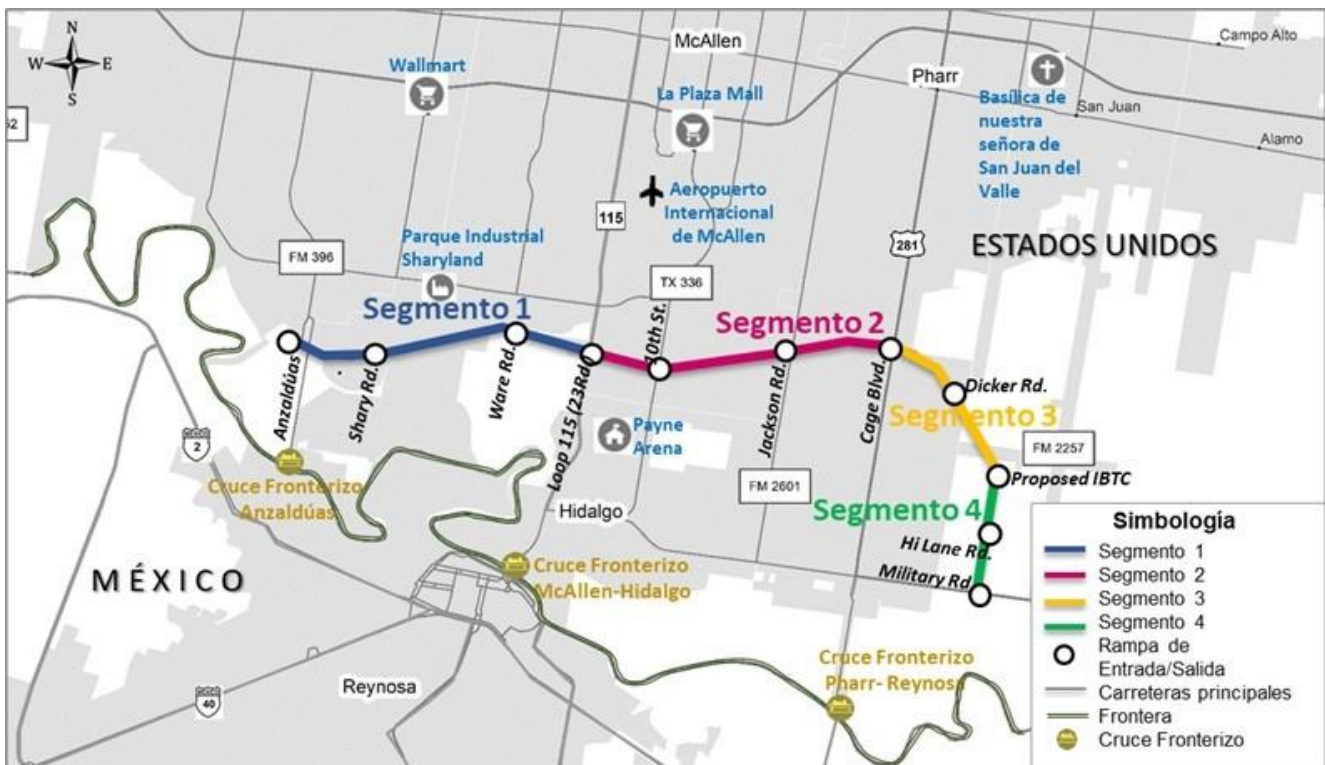 N
W E
S
McAllen
Campo Alto
Wallmart
Pharr
La Plaza Mall
Basílica de
nuestra
señora de
San Juan del
Valle
San Juan
Alamo
62
115
Aeropuerto
Internacional
de McAllen
Parque Industrial
Sharyland
FM 396
281
ESTADOS UNIDOS
TX 336
Segmento 1
Segmento 2
10th St.
Anzaldúas
Shary Rd.
Ware Rd.
Loop 115 (23Rd.)
Jackson Rd.
Cage Blvd.
Dicker Rd.
Segmento 3
Payne
Arena
FM 2257
2
Proposed IBTC
Cruce Fronterizo
Anzaldúas
FM 2601
Hidalgo
Segmento 4
Hi Lane Rd.
Military Rd
MÉXICO
Cruce Fronterizo
McAllen-Hidalgo
Cruce Fronterizo
Pharr- Reynosa
Reynosa
40
Simbología
Segmento 1
Segmento 2
Segmento 3
Segmento 4
Rampa de
Entrada/Salida
Carreteras principales
Frontera
Cruce Fronterizo